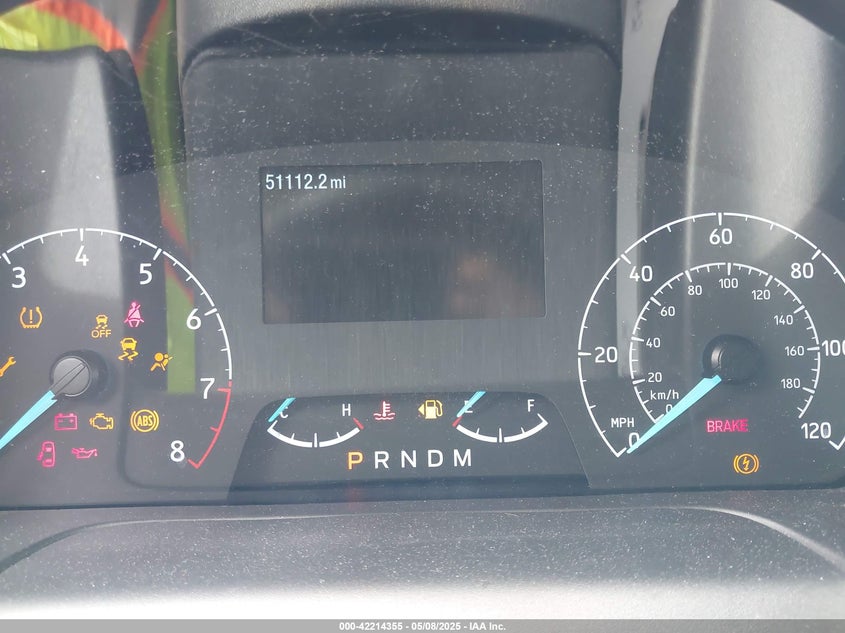 51112.2 mi
3 4 5 6 7 8
OFF
ABS
C H
E F
P R N D M
0 20 40 60 80 100 120
MPH
0 20 40 60 80 100 120 140 160 180
km/h
BRAKE
000-42214355 - 05/08/2025 - IAA Inc.